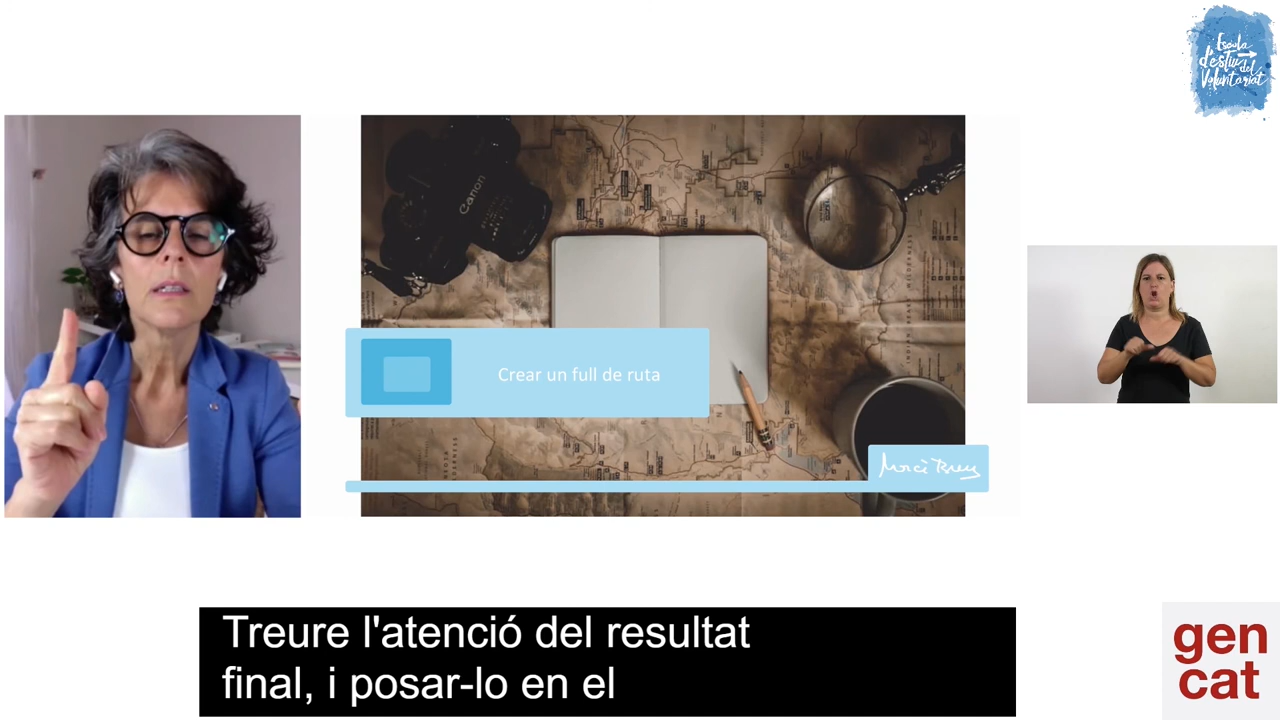 Escola
d'estiu del
Voluntariat
Canon
Crear un full de ruta
Treure l'atenció del resultat
final, i posar-lo en el
gen
cat